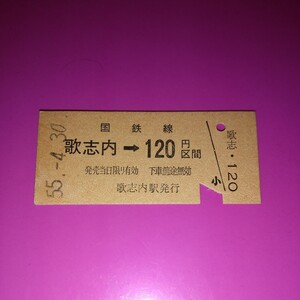 55.-4.30
国鉄線
歌志内→120円区間
発売当日限り有効 下車前途無効
歌志内駅発行
歌志・120